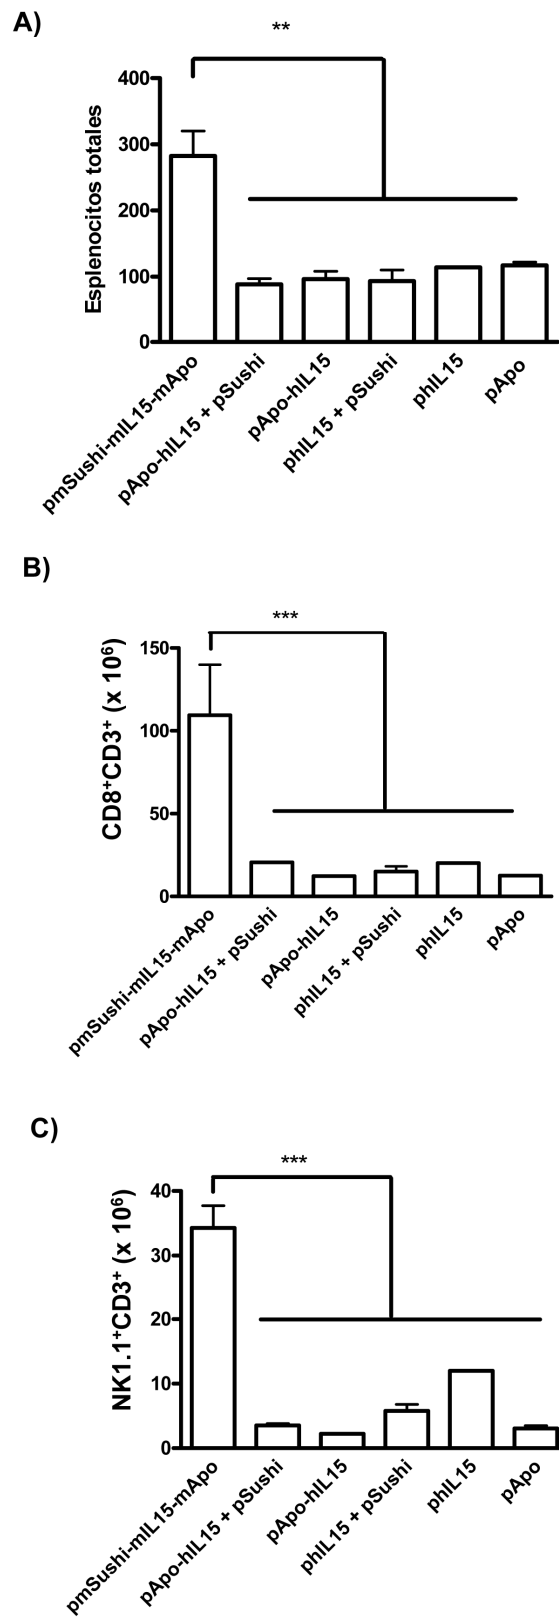 A)
**
Esplenocitos totales
400
300
200
100
0
pmSushi-mIL15-mApo
pApo-hIL15 + pSushi
pApo-hIL15
phIL15 + pSushi
phIL15
pApo
B)
***
CD8⁺CD3⁺ (x 10⁶)
150
100
50
0
pmSushi-mIL15-mApo
pApo-hIL15 + pSushi
pApo-hIL15
phIL15 + pSushi
phIL15
pApo
C)
***
NK1.1⁺CD3⁺ (x 10⁶)
40
30
20
10
0
pmSushi-mIL15-mApo
pApo-hIL15 + pSushi
pApo-hIL15
phIL15 + pSushi
phIL15
pApo